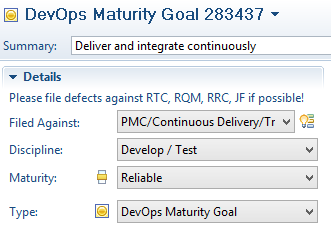 DevOps Maturity Goal 283437
Summary: Deliver and integrate continuously
Details
Please file defects against RTC, RQM, RRC, JF if possible!
Filed Against: PMC/Continuous Delivery/Tr
Discipline: Develop / Test
Maturity: Reliable
Type: DevOps Maturity Goal